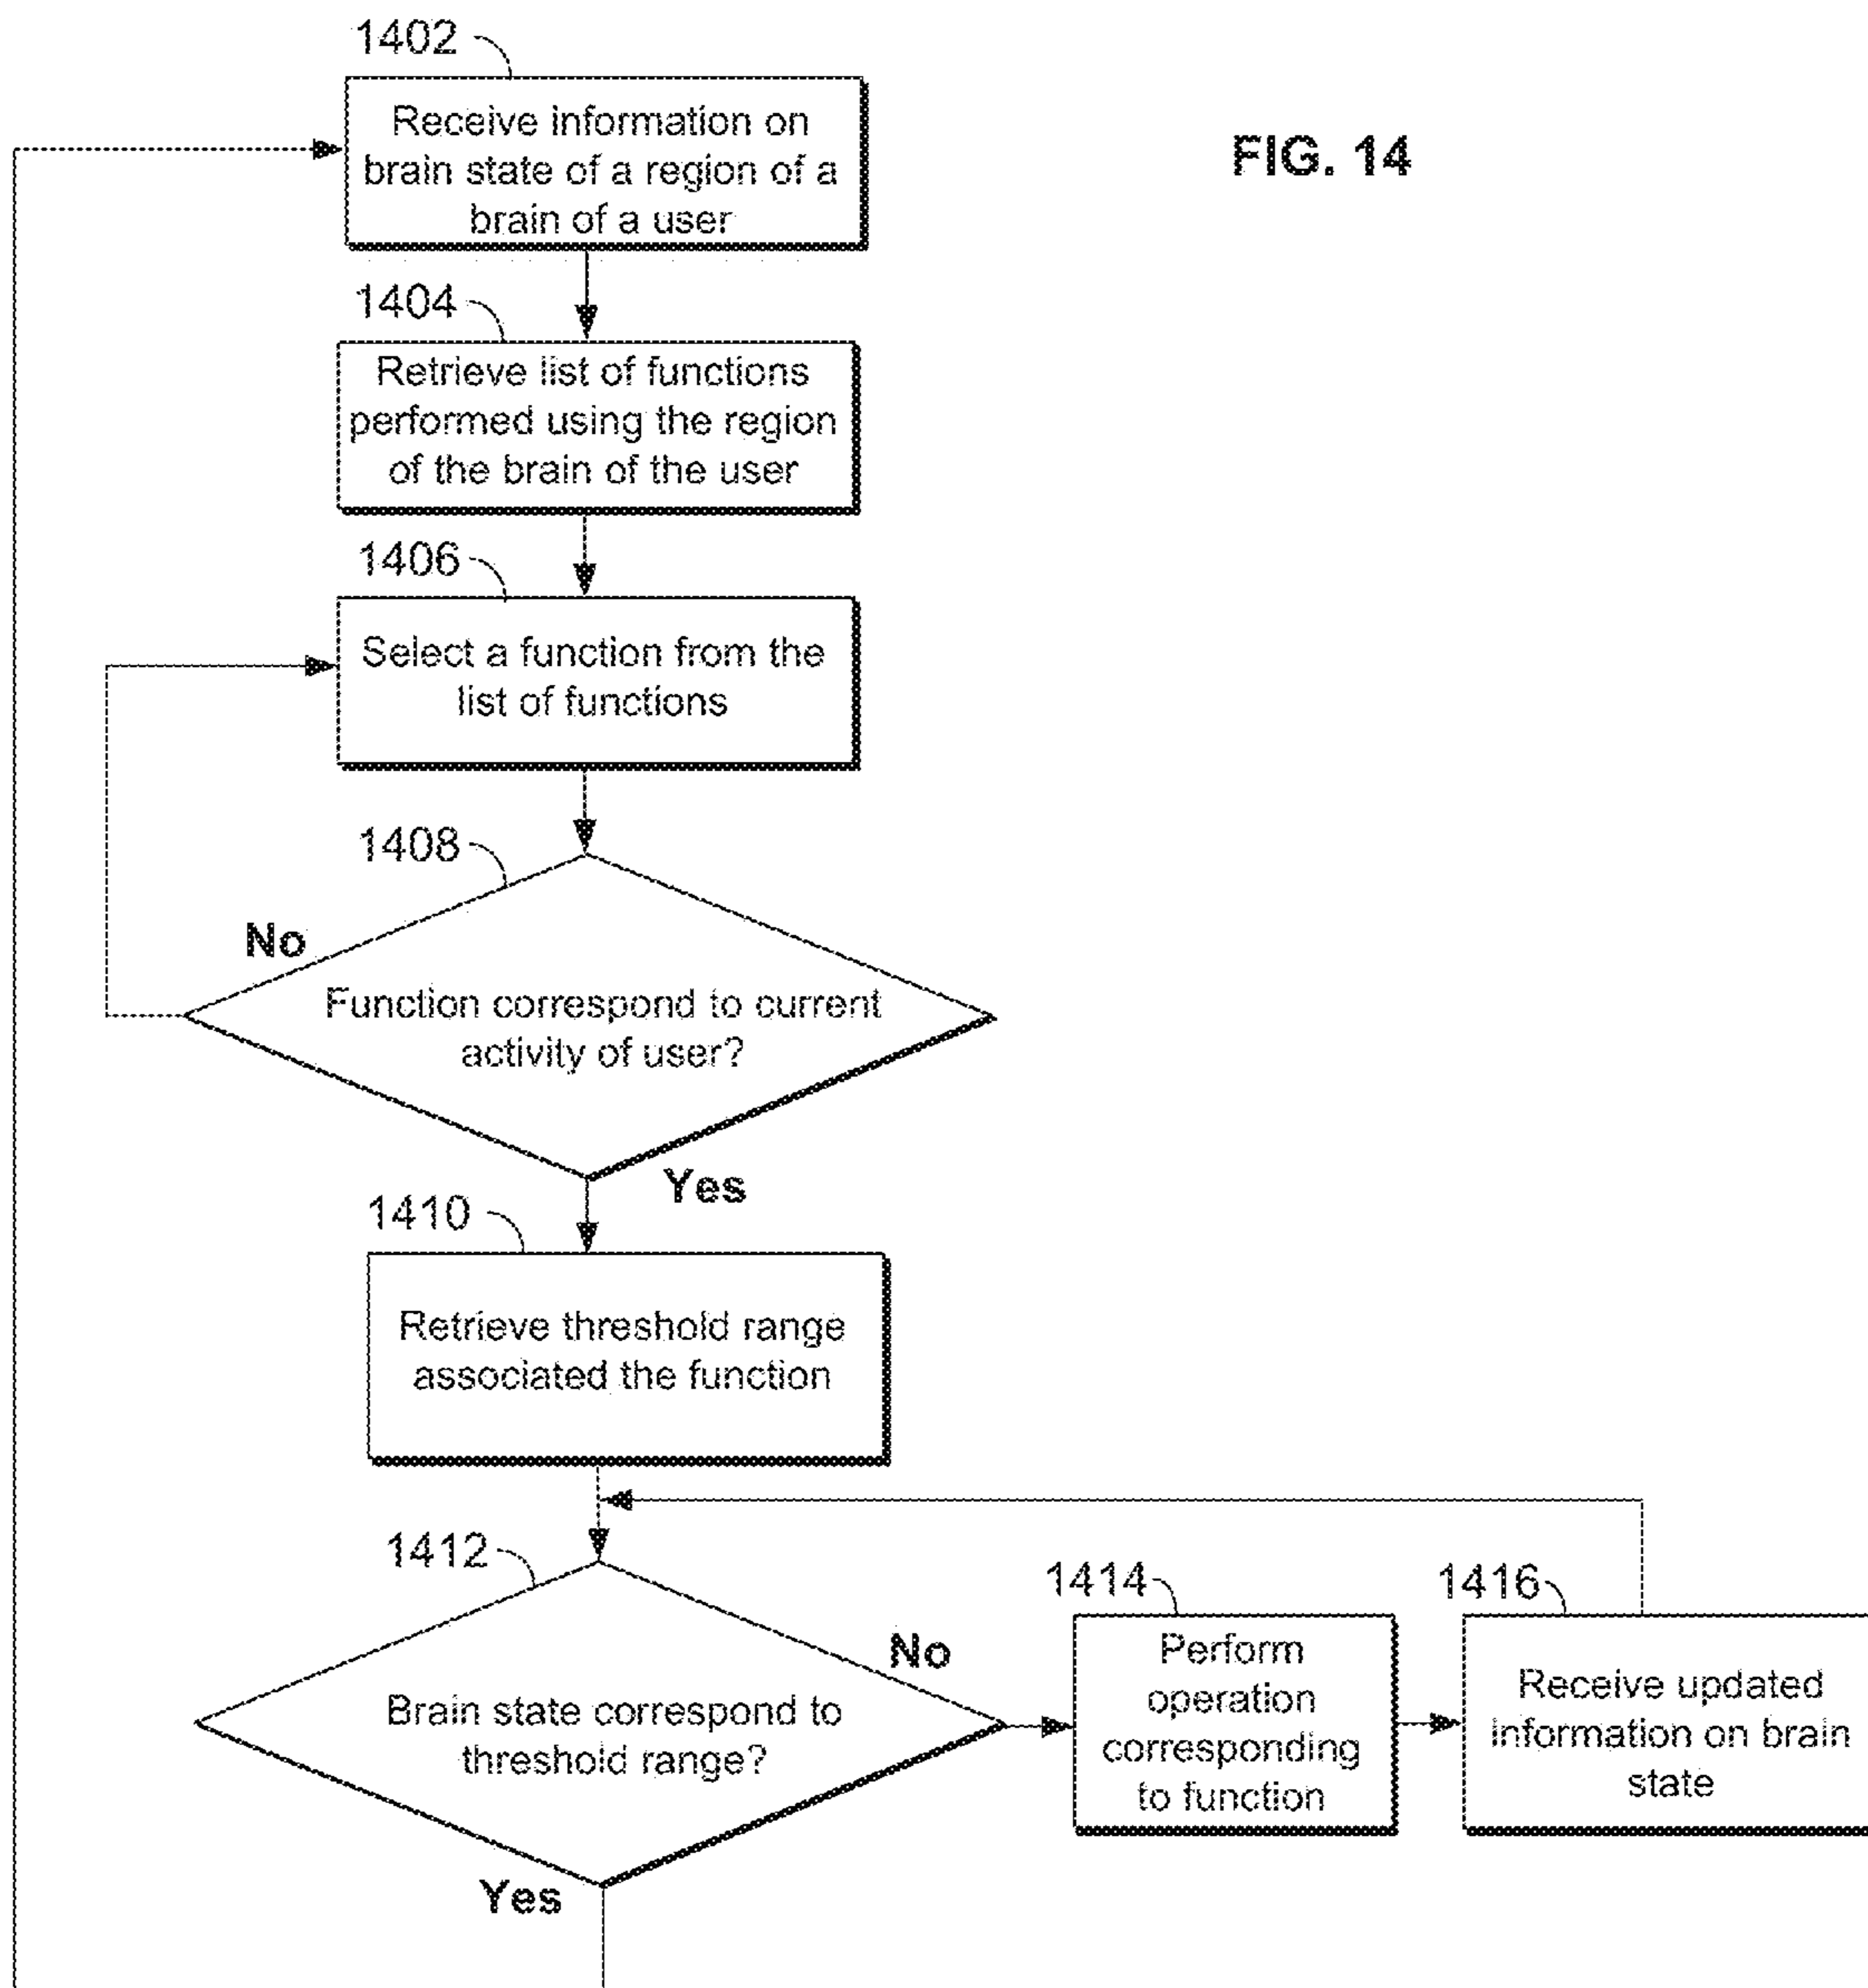 1402
Receive information on
brain state of a region of a
brain of a user
FIG. 14
1404
Retrieve list of functions
performed using the region
of the brain of the user
1406
Select a function from the
list of functions
1408
No
Function correspond to current
activity of user?
Yes
1410
Retrieve threshold range
associated the function
1412
No
Brain state correspond to
threshold range?
Yes
1414
Perform
operation
corresponding
to function
1416
Receive updated
information on brain
state